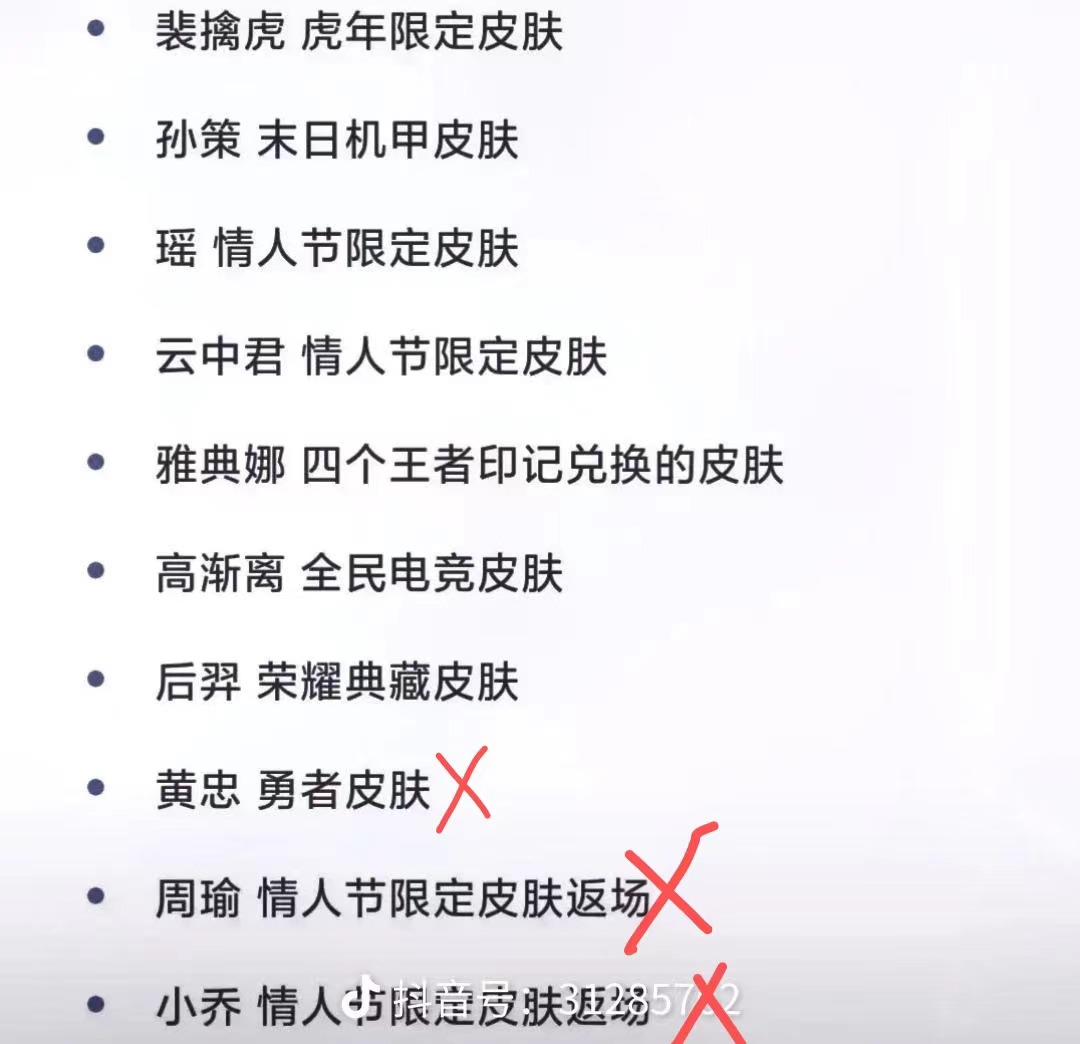 裴擒虎 虎年限定皮肤
孙策 末日机甲皮肤
瑶 情人节限定皮肤
云中君 情人节限定皮肤
雅典娜 四个王者印记兑换的皮肤
高渐离 全民电竞皮肤
后羿 荣耀典藏皮肤
黄忠 勇者皮肤
周瑜 情人节限定皮肤返场
小乔 情人节限定皮肤返场
抖音号：